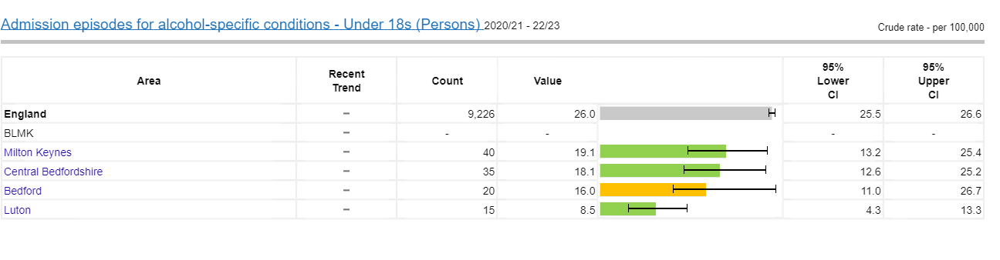 Admission episodes for alcohol-specific conditions - Under 18s (Persons) 2020/21 - 22/23
Crude rate - per 100,000
Area Recent Trend Count Value 95% Lower CI 95% Upper CI
England – 9,226 26.0 25.5 26.6
BLMK – - - - -
Milton Keynes – 40 19.1 13.2 25.4
Central Bedfordshire – 35 18.1 12.6 25.2
Bedford – 20 16.0 11.0 26.7
Luton – 15 8.5 4.3 13.3